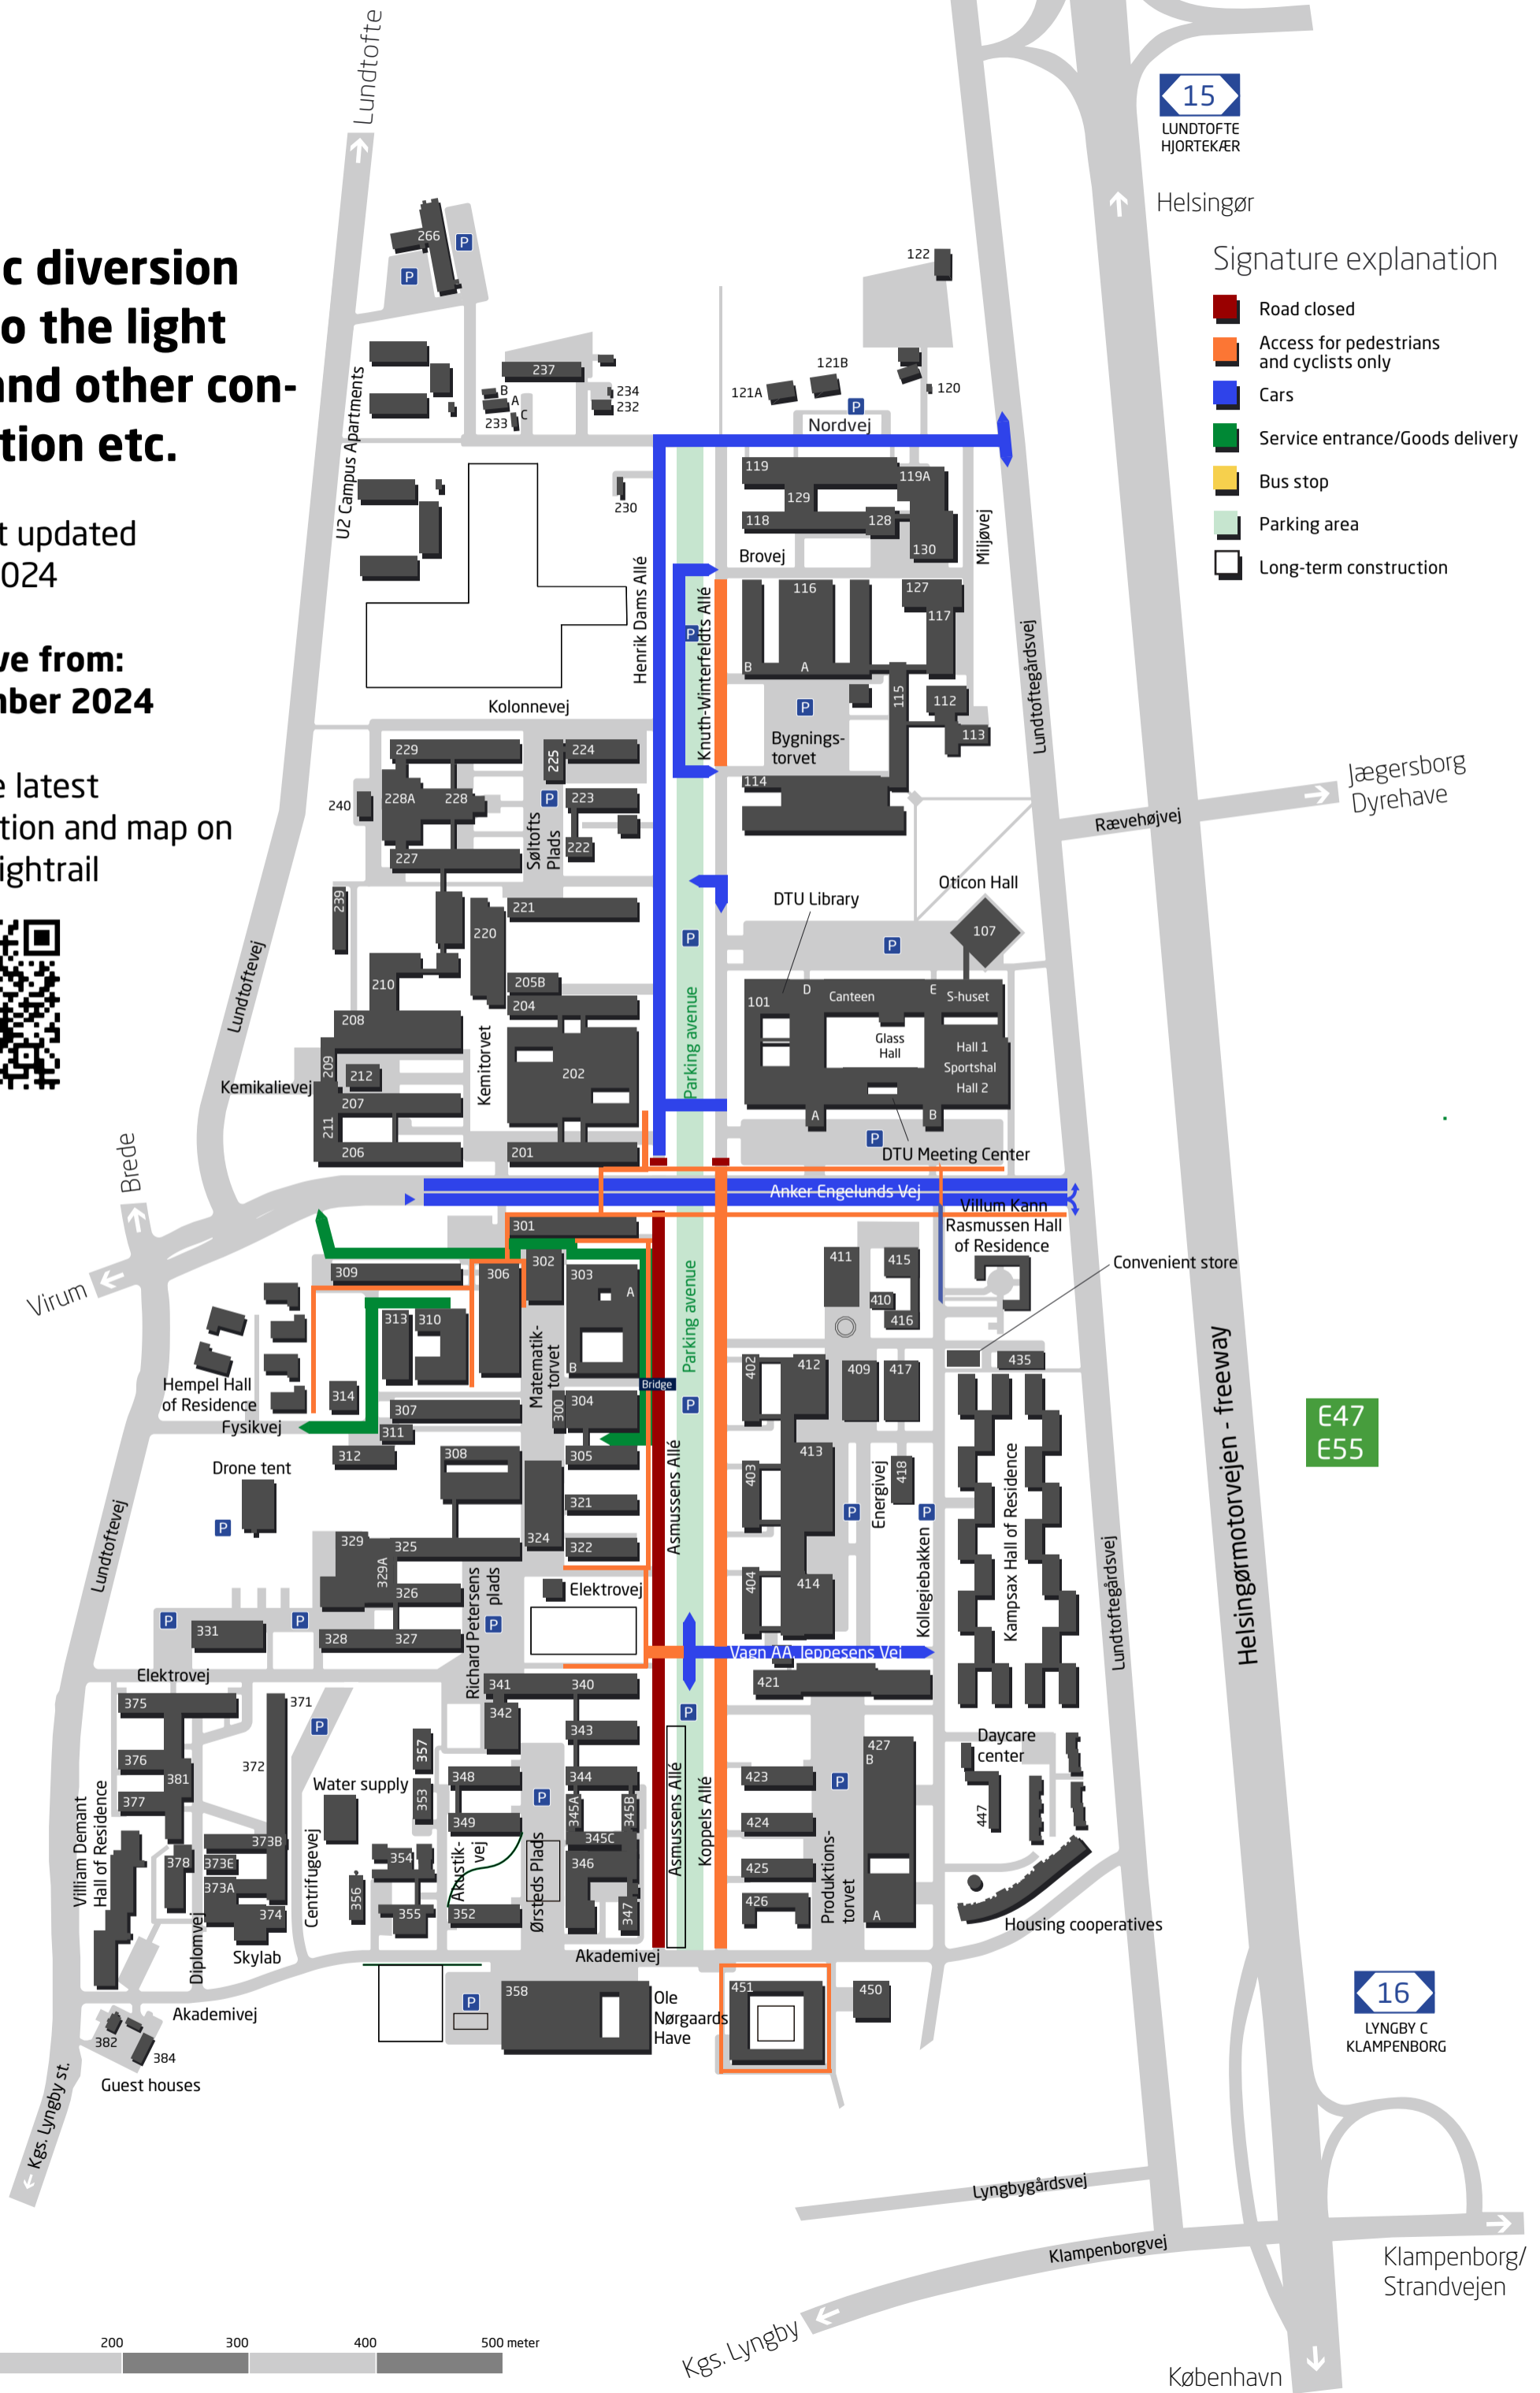 Lundtofte
15
LUNDTOFTE
HJORTEKÆR
Helsingør
Signature explanation
Road closed
Access for pedestrians
and cyclists only
Cars
Service entrance/Goods delivery
Bus stop
Parking area
Long-term construction
c diversion
o the light
and other con-
tion etc.
t updated
024
ve from:
mber 2024
e latest
tion and map on
ightrail
266
P
P
122
237
B
A
233
C
234
232
121A
121B
120
P
Nordvej
U2 Campus Apartments
230
119
119A
129
118
128
130
Miljøvej
Brovej
Henrik Dams Allé
P
Knuth-Winterfeldts Allé
116
127
117
B
A
115
112
113
P
Bygnings-
torvet
114
Lundtoftegårdsvej
Kolonnevej
229
225
224
240
228A
228
P
223
222
227
Søltofts
Plads
Rævehøjvej
Jægersborg
Dyrehave
239
221
220
DTU Library
Oticon Hall
107
P
P
210
205B
204
208
101
D
Canteen
E
S-huset
Glass
Hall
Hall 1
Sportshal
Hall 2
Parking avenue
Lundtoftevej
209
212
Kemitorvet
202
Kemikalievej
207
211
206
201
A
B
P
DTU Meeting Center
Brede
Anker Engelunds Vej
Villum Kann
Rasmussen Hall
of Residence
Virum
301
302
303
A
B
309
306
313
310
411
415
410
416
Convenient store
Parking avenue
Matematik-
torvet
Bridge
Hempel Hall
of Residence
314
Fysikvej
307
311
300
304
P
402
412
409
417
435
312
308
305
Drone tent
P
413
403
418
Energivej
P
P
321
324
322
Asmussens Allé
Kollegiebakken
Kampsax Hall of Residence
Lundtoftegårdsvej
Helsingørmotorvejen - freeway
E47
E55
Lundtoftevej
329
329A
325
326
328
327
Richard Petersens
plads
P
Elektrovej
404
414
P
P
331
Elektrovej
Vagn AA. Jeppesens Vej
421
341
340
342
343
P
375
371
P
376
381
377
372
357
Water supply
353
348
349
344
345A
345B
345C
346
347
P
Daycare
center
447
427
B
A
423
424
425
426
P
Produktions-
torvet
Asmussens Allé
Koppels Allé
Villiam Demant
Hall of Residence
373B
373E
373A
378
374
Diplomvej
Skylab
Centrifugevej
354
356
355
Akustik-
vej
352
Ørsteds Plads
Housing cooperatives
Akademivej
Akademivej
P
358
Ole
Nørgaards
Have
451
450
16
LYNGBY C
KLAMPENBORG
382
384
Guest houses
Kgs. Lyngby st.
Lyngbygårdsvej
Klampenborgvej
Klampenborg/
Strandvejen
Kgs. Lyngby
København
200
300
400
500 meter